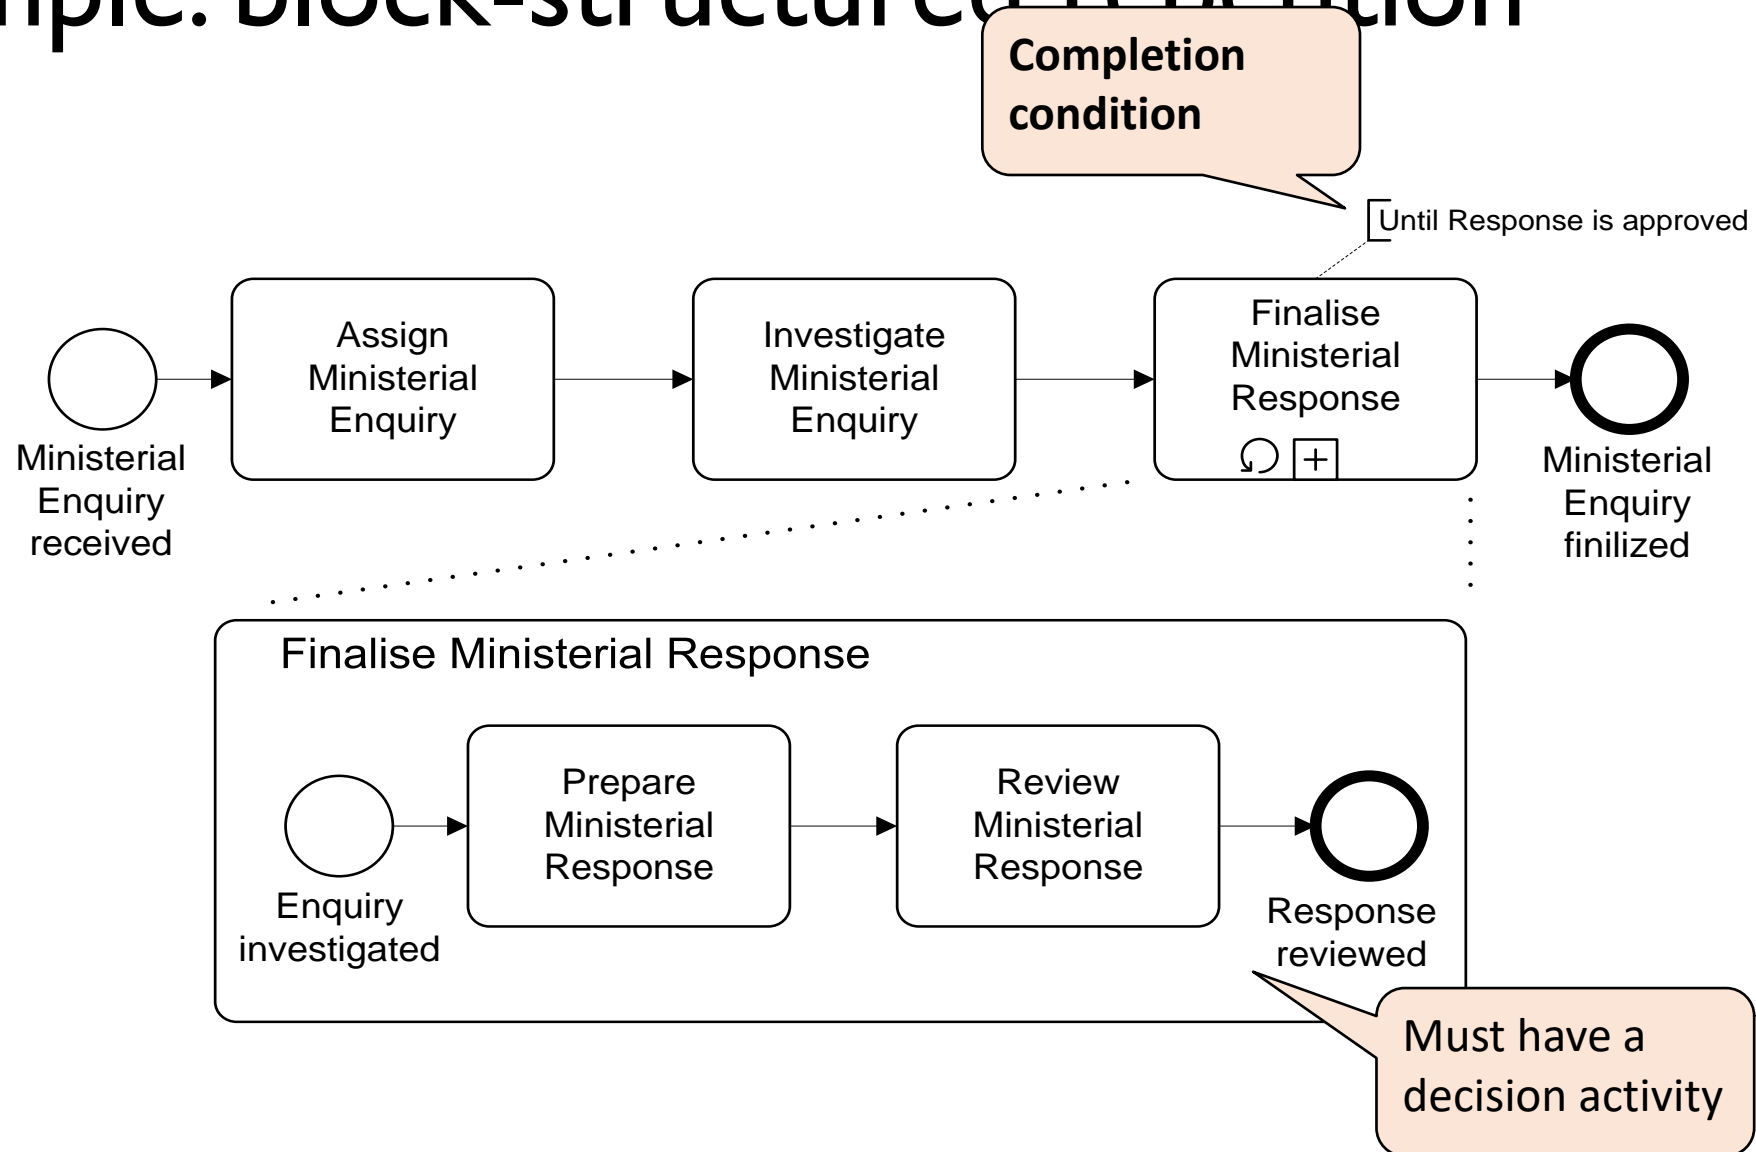 block-structured
Completion
condition
Until Response is approved
Assign
Ministerial
Enquiry
Investigate
Ministerial
Enquiry
Finalise
Ministerial
Response
Ministerial
Enquiry
received
Ministerial
Enquiry
finilized
Finalise Ministerial Response
Prepare
Ministerial
Response
Review
Ministerial
Response
Enquiry
investigated
Response
reviewed
Must have a
decision activity